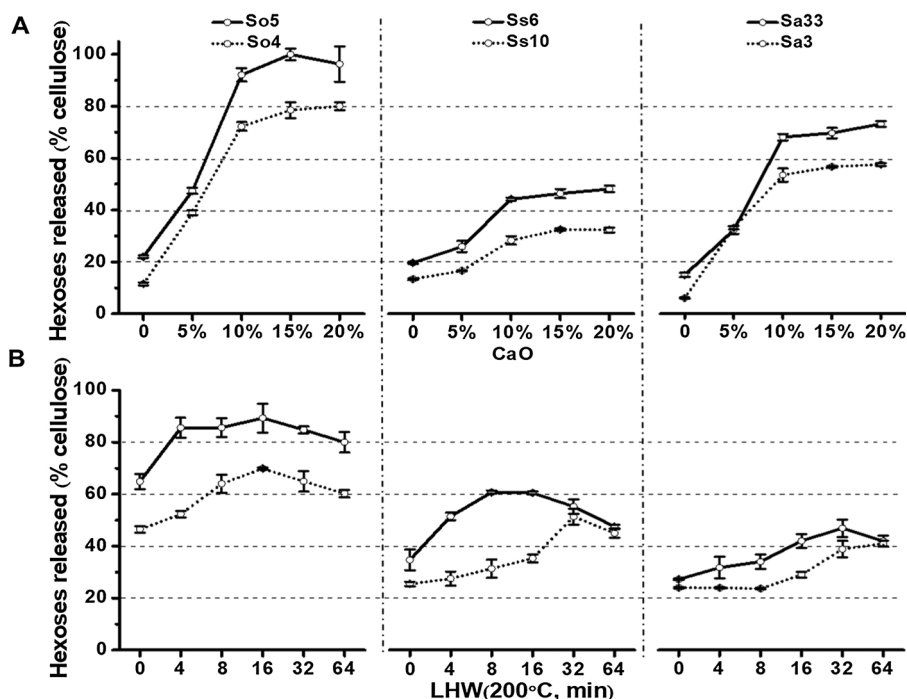 A
So5
So4
Ss6
Ss10
Sa33
Sa3
Hexoses released (% cellulose)
100
80
60
40
20
0
0 5% 10% 15% 20%
0 5% 10% 15% 20%
0 5% 10% 15% 20%
CaO
B
Hexoses released (% cellulose)
100
80
60
40
20
0
0 4 8 16 32 64
0 4 8 16 32 64
0 4 8 16 32 64
LHW(200°C, min)